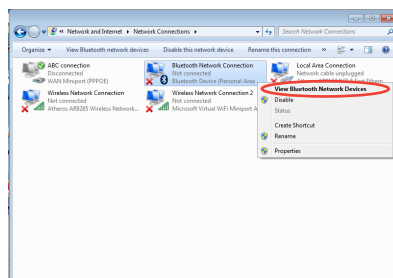 « Network and Internet ▸ Network Connections ▸
Search Network Connections
Organize
View Bluetooth network devices
Disable this network device
Rename this connection
»
ABC connection
Disconnected
WAN Miniport (PPPOE)
Bluetooth Network Connection
Not connected
Bluetooth Device (Personal Area ...
Local Area Connection
Network cable unplugged
Wireless Network Connection
Not connected
Atheros AR9285 Wireless Network...
Wireless Network Connection 2
Not connected
Microsoft Virtual WiFi Miniport A
View Bluetooth Network Devices
Disable
Status
Create Shortcut
Rename
Properties